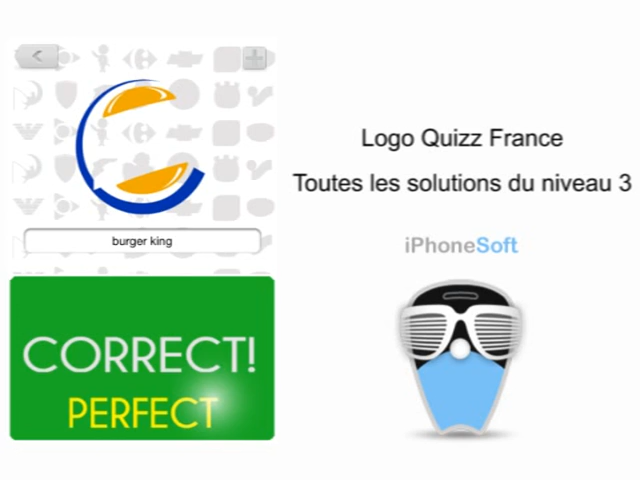 burger king
CORRECT!
PERFECT
Logo Quizz France
Toutes les solutions du niveau 3
iPhoneSoft